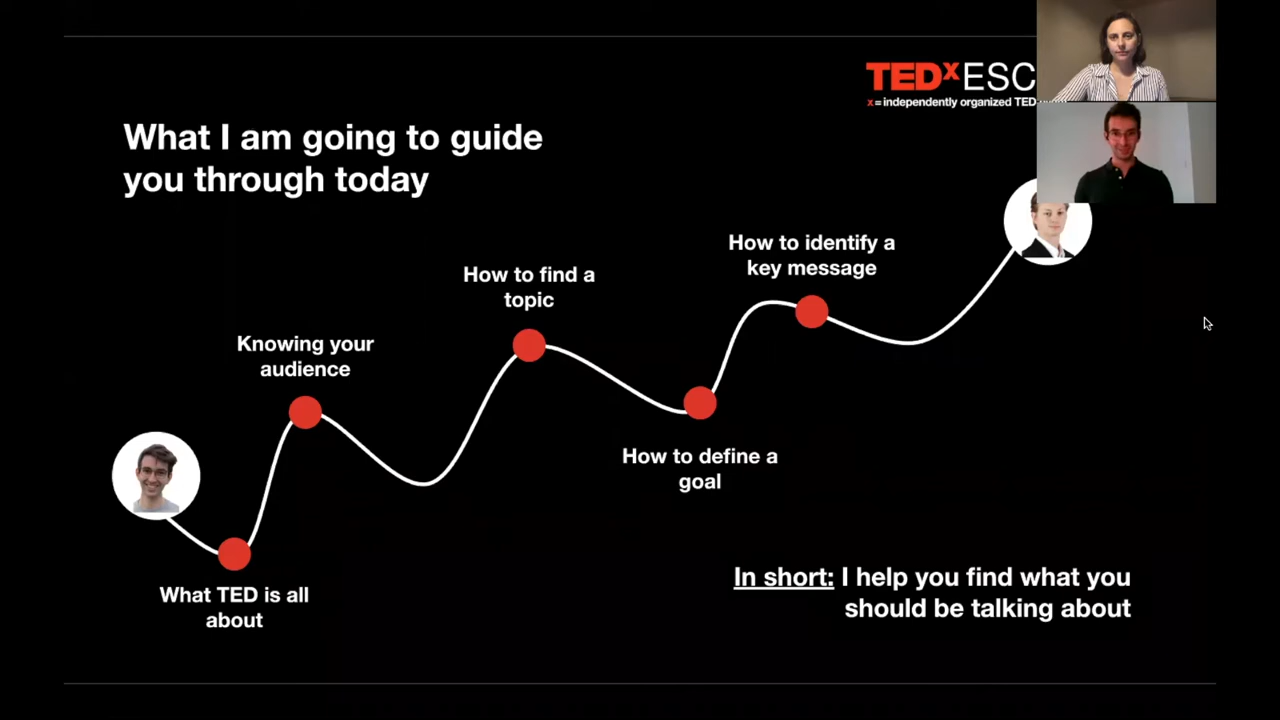 TEDxESC
x = independently organized TED
What I am going to guide
you through today
How to identify a
key message
How to find a
topic
Knowing your
audience
How to define a
goal
What TED is all
about
In short: I help you find what you
should be talking about